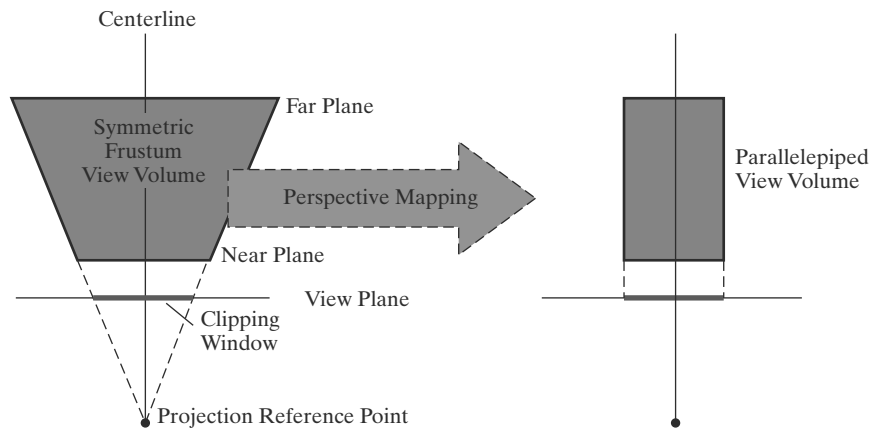 Centerline
Far Plane
Symmetric
Frustum
View Volume
Perspective Mapping
Parallelepiped
View Volume
Near Plane
View Plane
Clipping
Window
Projection Reference Point